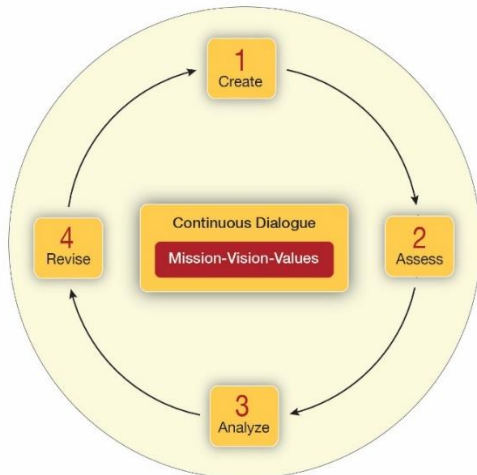 1
Create
2
Assess
3
Analyze
4
Revise
Continuous Dialogue
Mission-Vision-Values